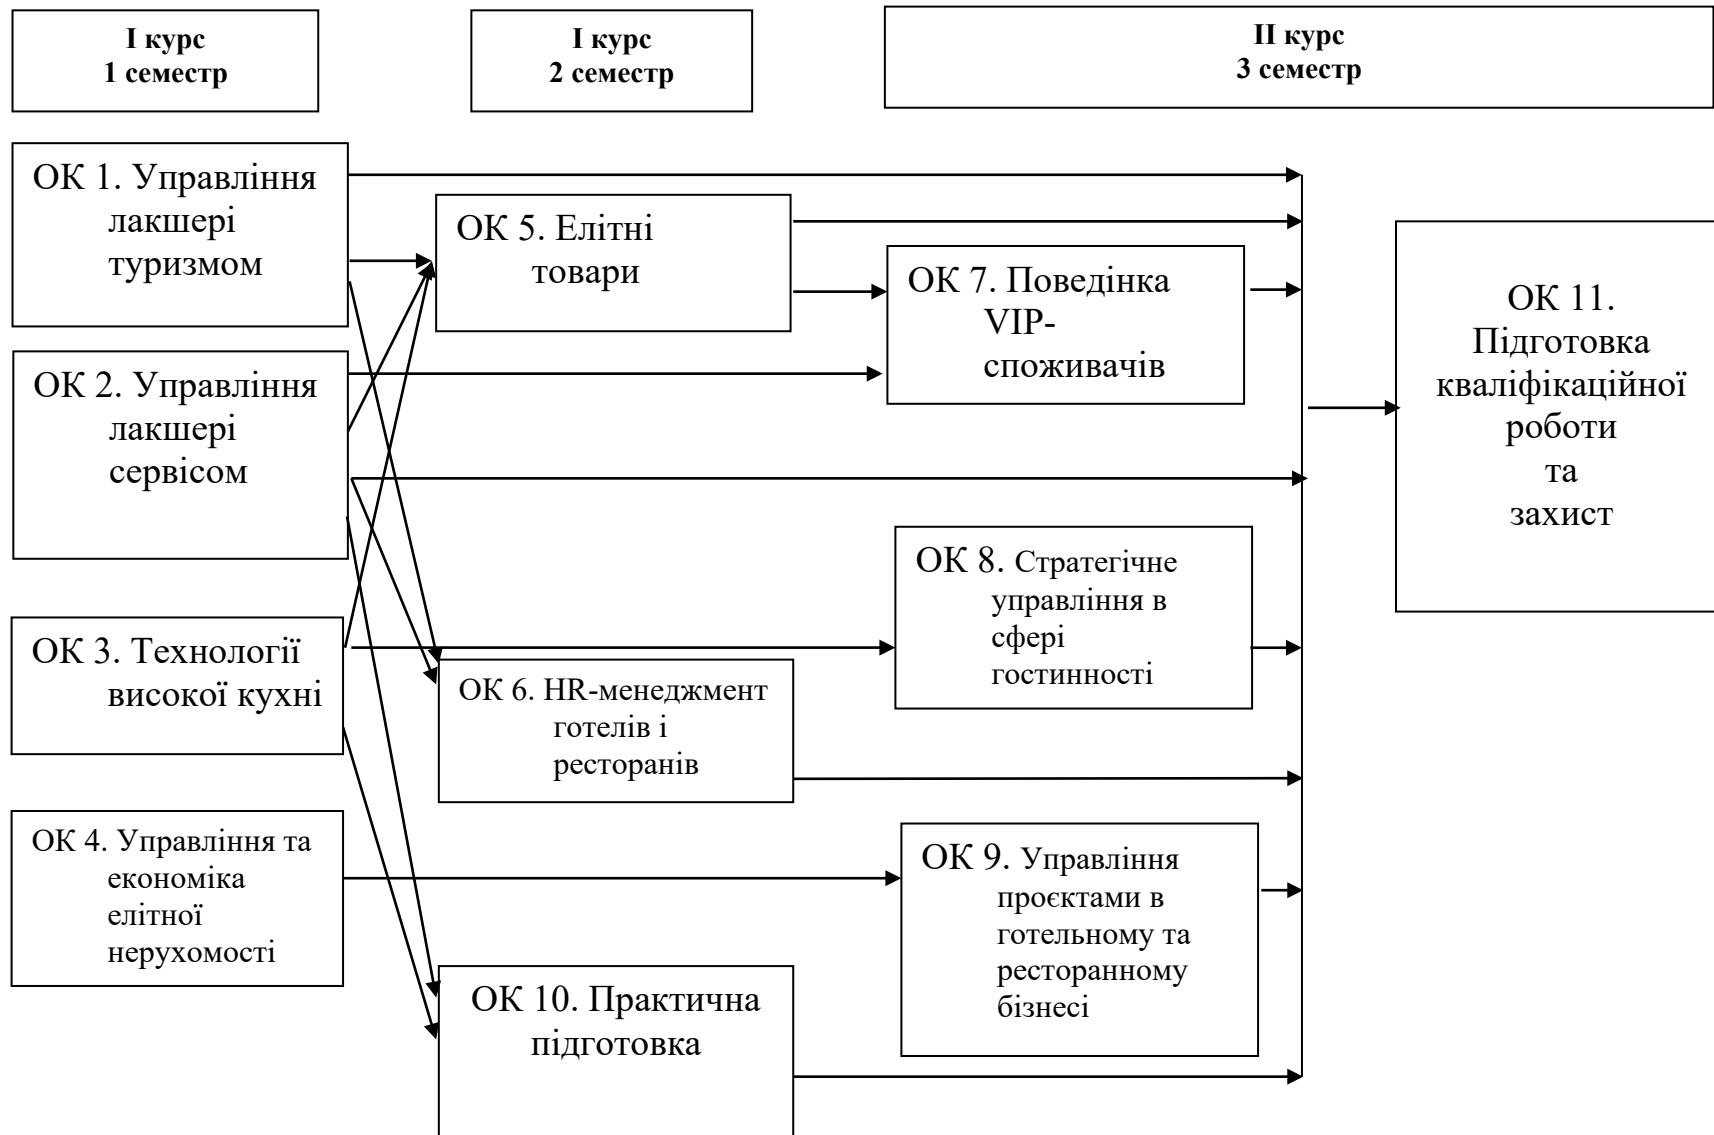 І курс
1 семестр
І курс
2 семестр
ІІ курс
3 семестр
ОК 1. Управління
лакшері
туризмом
ОК 2. Управління
лакшері
сервісом
ОК 3. Технології
високої кухні
ОК 4. Управління та
економіка
елітної
нерухомості
ОК 5. Елітні
товари
ОК 6. HR-менеджмент
готелів і
ресторанів
ОК 10. Практична
підготовка
ОК 7. Поведінка
VIP-
споживачів
ОК 8. Стратегічне
управління в
сфері
гостинності
ОК 9. Управління
проєктами в
готельному та
ресторанному
бізнесі
ОК 11.
Підготовка
кваліфікаційної
роботи
та
захист